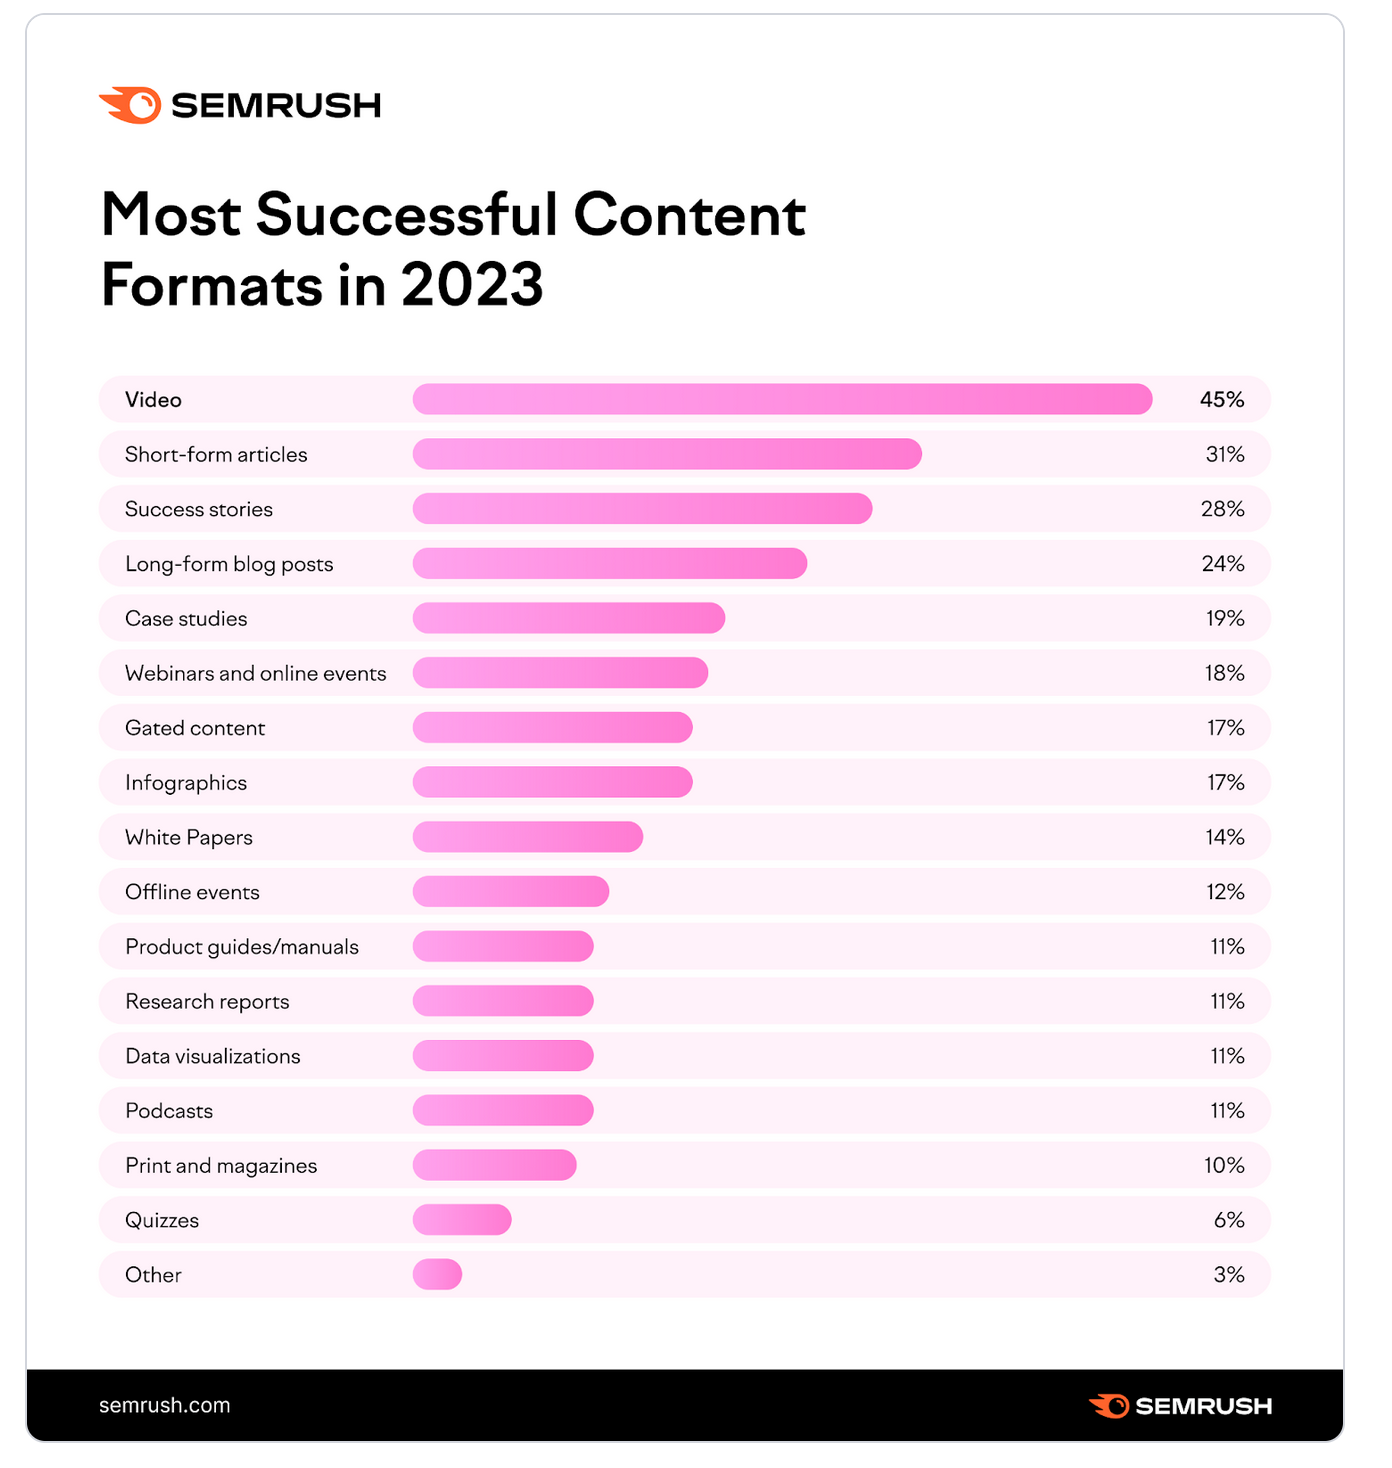 SEMRUSH
Most Successful Content
Formats in 2023
Video 45%
Short-form articles 31%
Success stories 28%
Long-form blog posts 24%
Case studies 19%
Webinars and online events 18%
Gated content 17%
Infographics 17%
White Papers 14%
Offline events 12%
Product guides/manuals 11%
Research reports 11%
Data visualizations 11%
Podcasts 11%
Print and magazines 10%
Quizzes 6%
Other 3%
semrush.com SEMRUSH